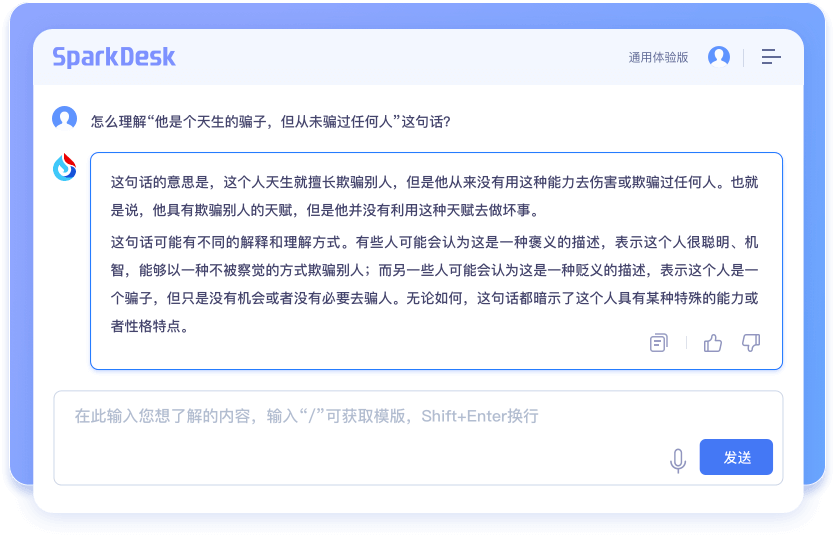 SparkDesk
通用体验版
怎么理解“他是个天生的骗子，但从未骗过任何人”这句话？
这句话的意思是，这个人天生就擅长欺骗别人，但是他从来没有用这种能力去伤害或欺骗过任何人。也就
是说，他具有欺骗别人的天赋，但是他并没有利用这种天赋去做坏事。
这句话可能有不同的解释和理解方式。有些人可能会认为这是一种褒义的描述，表示这个人很聪明、机
智，能够以一种不被察觉的方式欺骗别人；而另一些人可能会认为这是一种贬义的描述，表示这个人是一
个骗子，但只是没有机会或者没有必要去骗人。无论如何，这句话都暗示了这个人具有某种特殊的能力或
者性格特点。
在此输入您想了解的内容，输入“/”可获取模版，Shift+Enter换行
发送